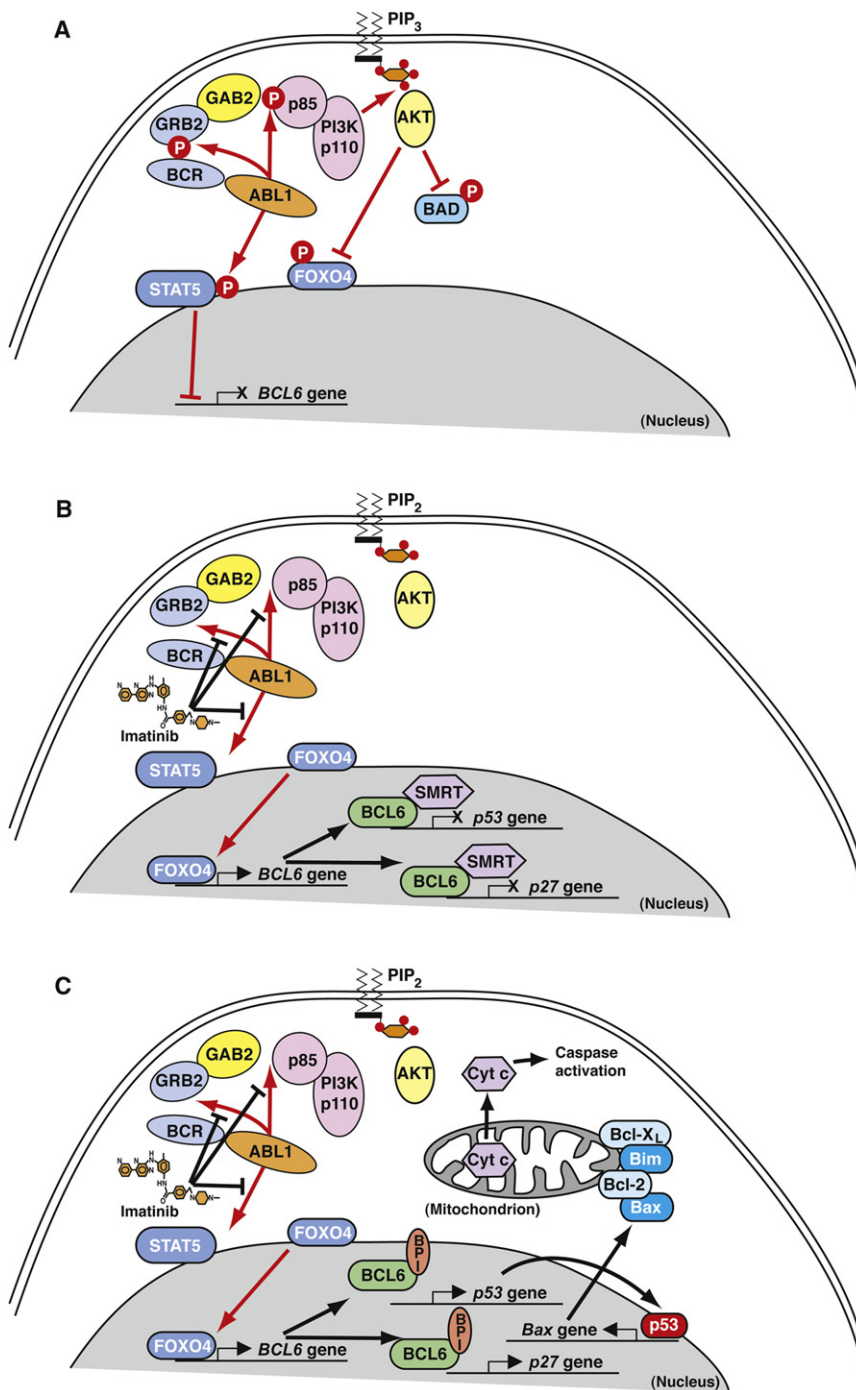 A
PIP3
GAB2
P
p85
GRB2
P
PI3K
p110
AKT
BCR
ABL1
P
BAD
P
STAT5
P
FOXO4
X BCL6 gene
(Nucleus)
B
PIP2
GAB2
p85
GRB2
PI3K
p110
AKT
BCR
ABL1
N
N
N
H
N
HN
O
N
N
Imatinib
STAT5
FOXO4
SMRT
BCL6
X p53 gene
SMRT
FOXO4
BCL6 gene
BCL6
X p27 gene
(Nucleus)
C
PIP2
GAB2
p85
GRB2
PI3K
p110
AKT
Cyt c
Caspase
activation
BCR
ABL1
Cyt c
Bcl-XL
Bim
Bcl-2
Bax
(Mitochondrion)
N
N
N
H
N
HN
O
N
N
Imatinib
STAT5
FOXO4
BPI
BCL6
p53 gene
BPI
Bax gene
p53
FOXO4
BCL6 gene
BCL6
p27 gene
(Nucleus)